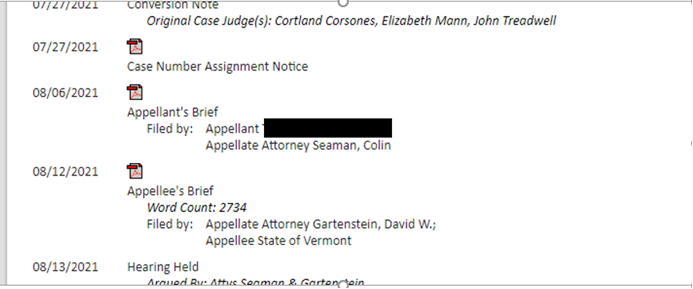 07/27/2021 Conversion Note
Original Case Judge(s): Cortland Corsones, Elizabeth Mann, John Treadwell
07/27/2021
Case Number Assignment Notice
08/06/2021
Appellant's Brief
Filed by: Appellant
Appellate Attorney Seaman, Colin
08/12/2021
Appellee's Brief
Word Count: 2734
Filed by: Appellate Attorney Gartenstein, David W.;
Appellee State of Vermont
08/13/2021 Hearing Held
Argued By: Attys Seaman & Gartenstein